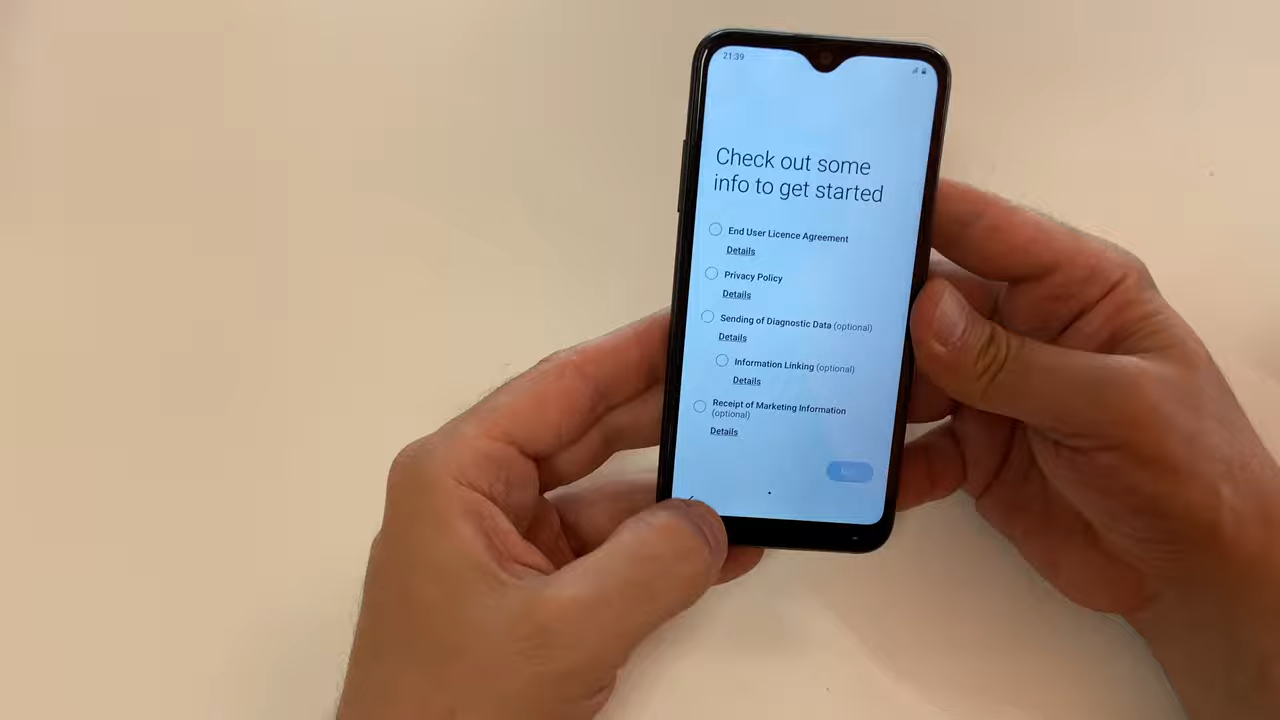 21:39
Check out some
info to get started
End User Licence Agreement
Details
Privacy Policy
Details
Sending of Diagnostic Data (optional)
Details
Information Linking (optional)
Details
Receipt of Marketing Information
(optional)
Details